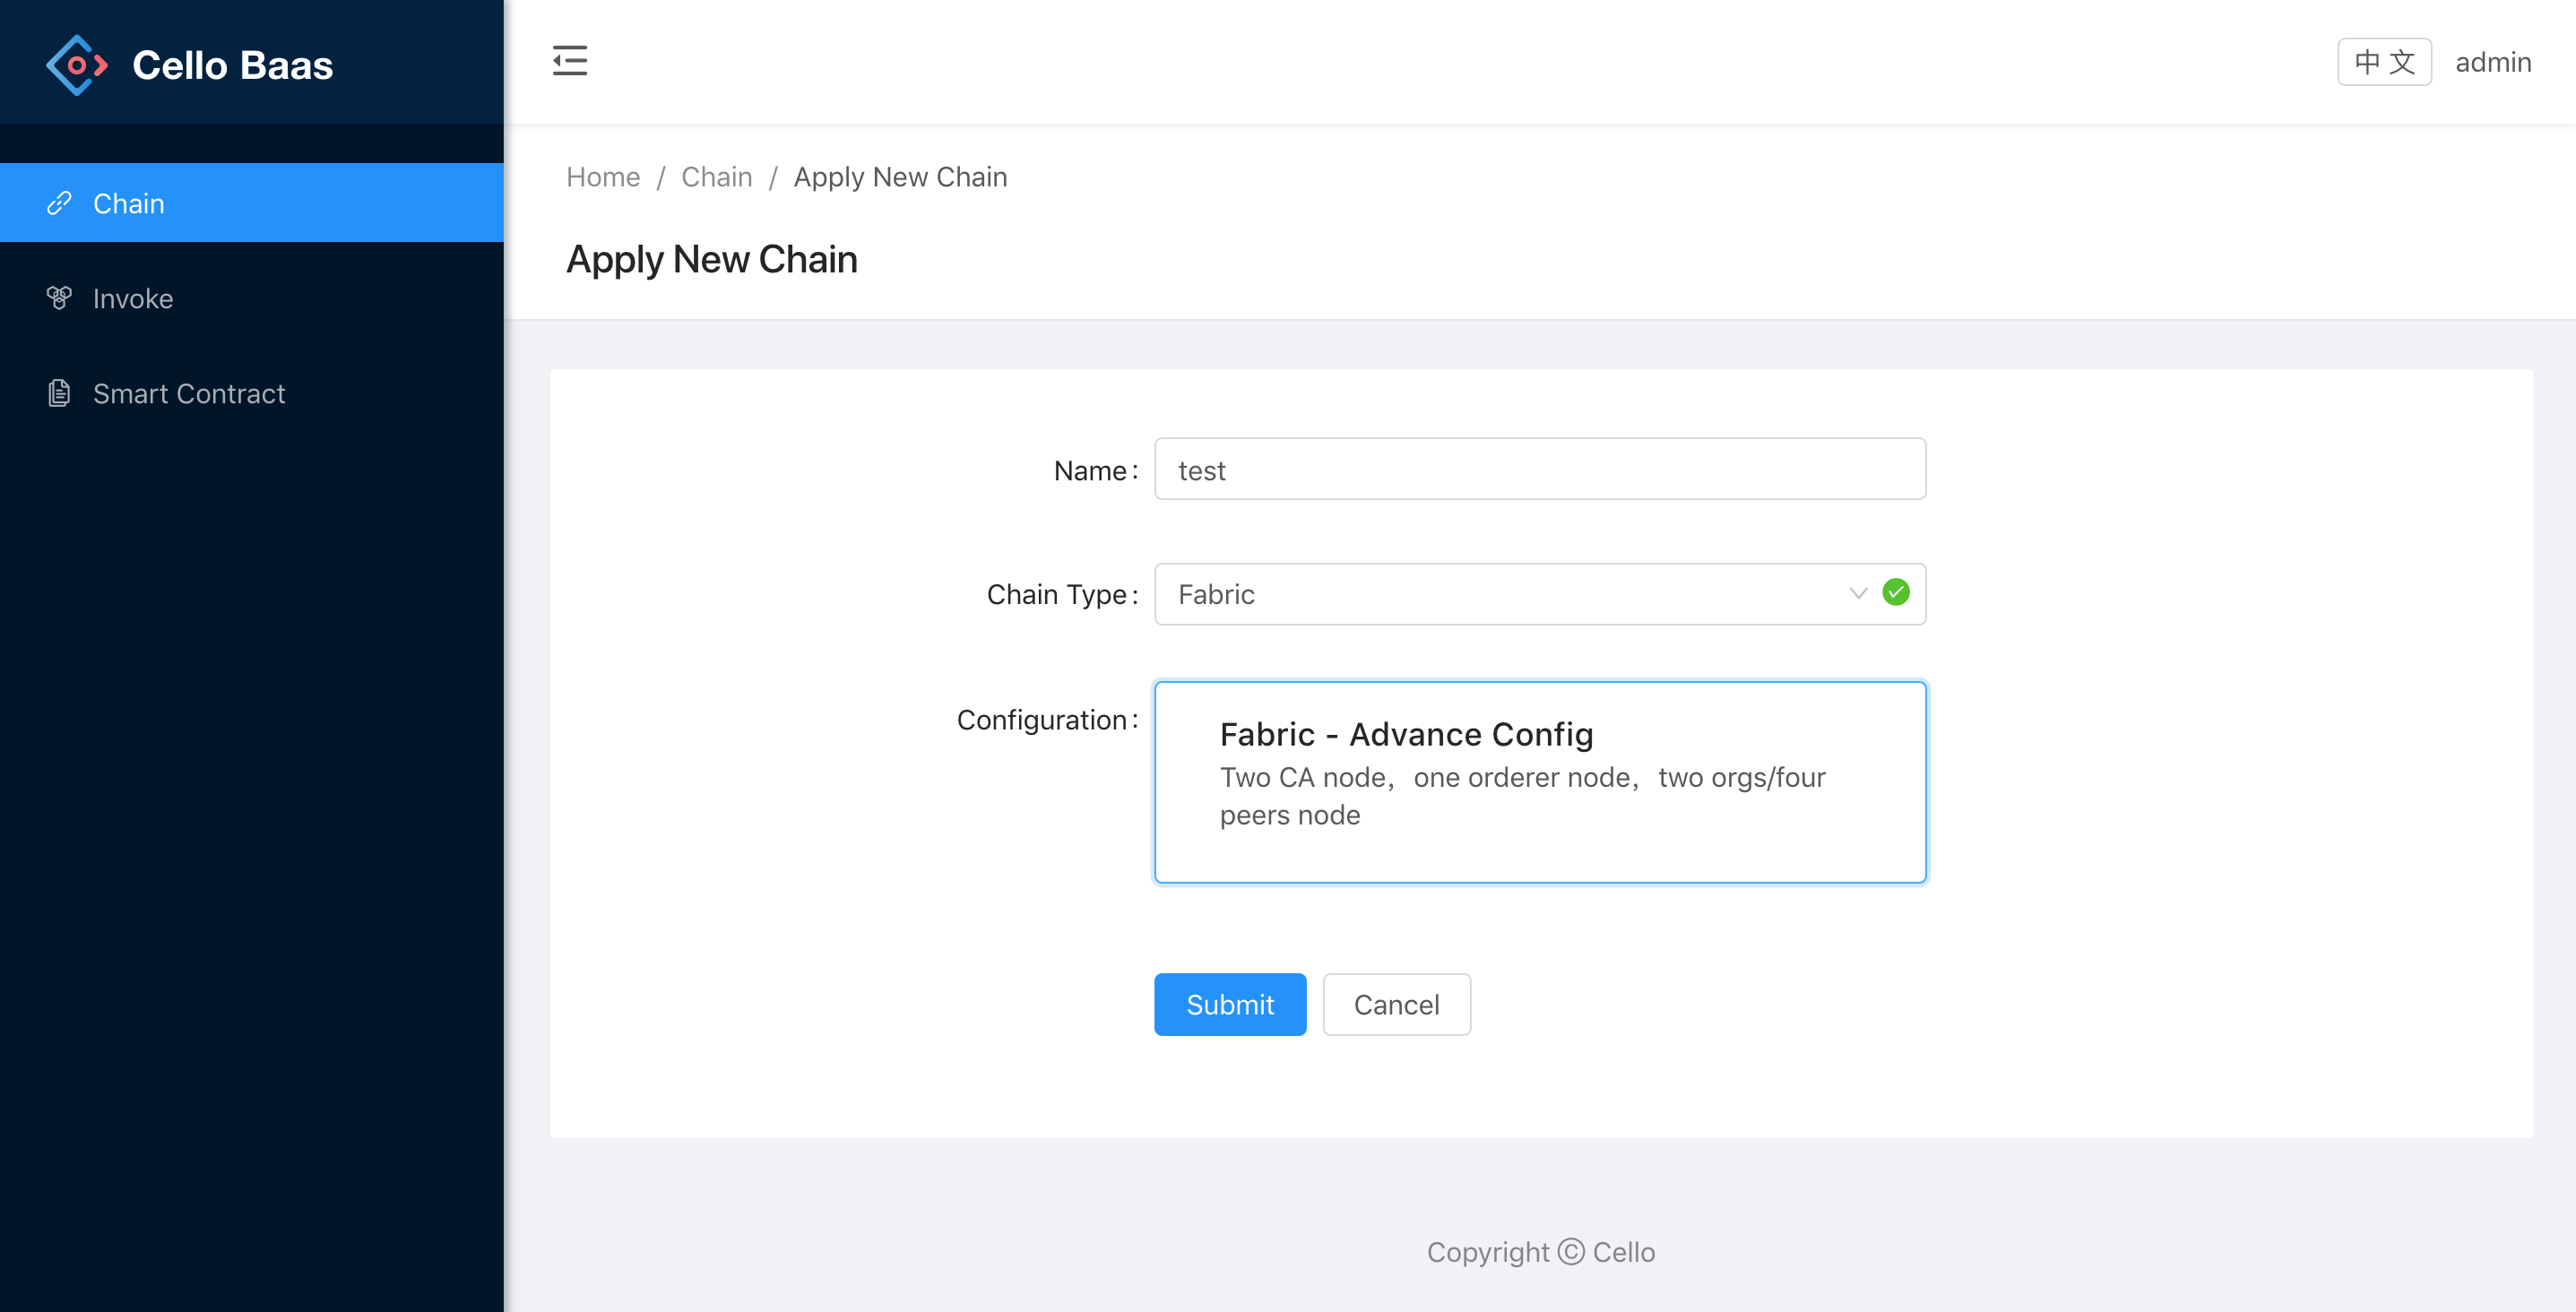 Cello Baas
中 文 admin
Chain
Invoke
Smart Contract
Home / Chain / Apply New Chain
Apply New Chain
Name :
test
Chain Type :
Fabric
Configuration :
Fabric - Advance Config
Two CA node，one orderer node，two orgs/four
peers node
Submit Cancel
Copyright © Cello